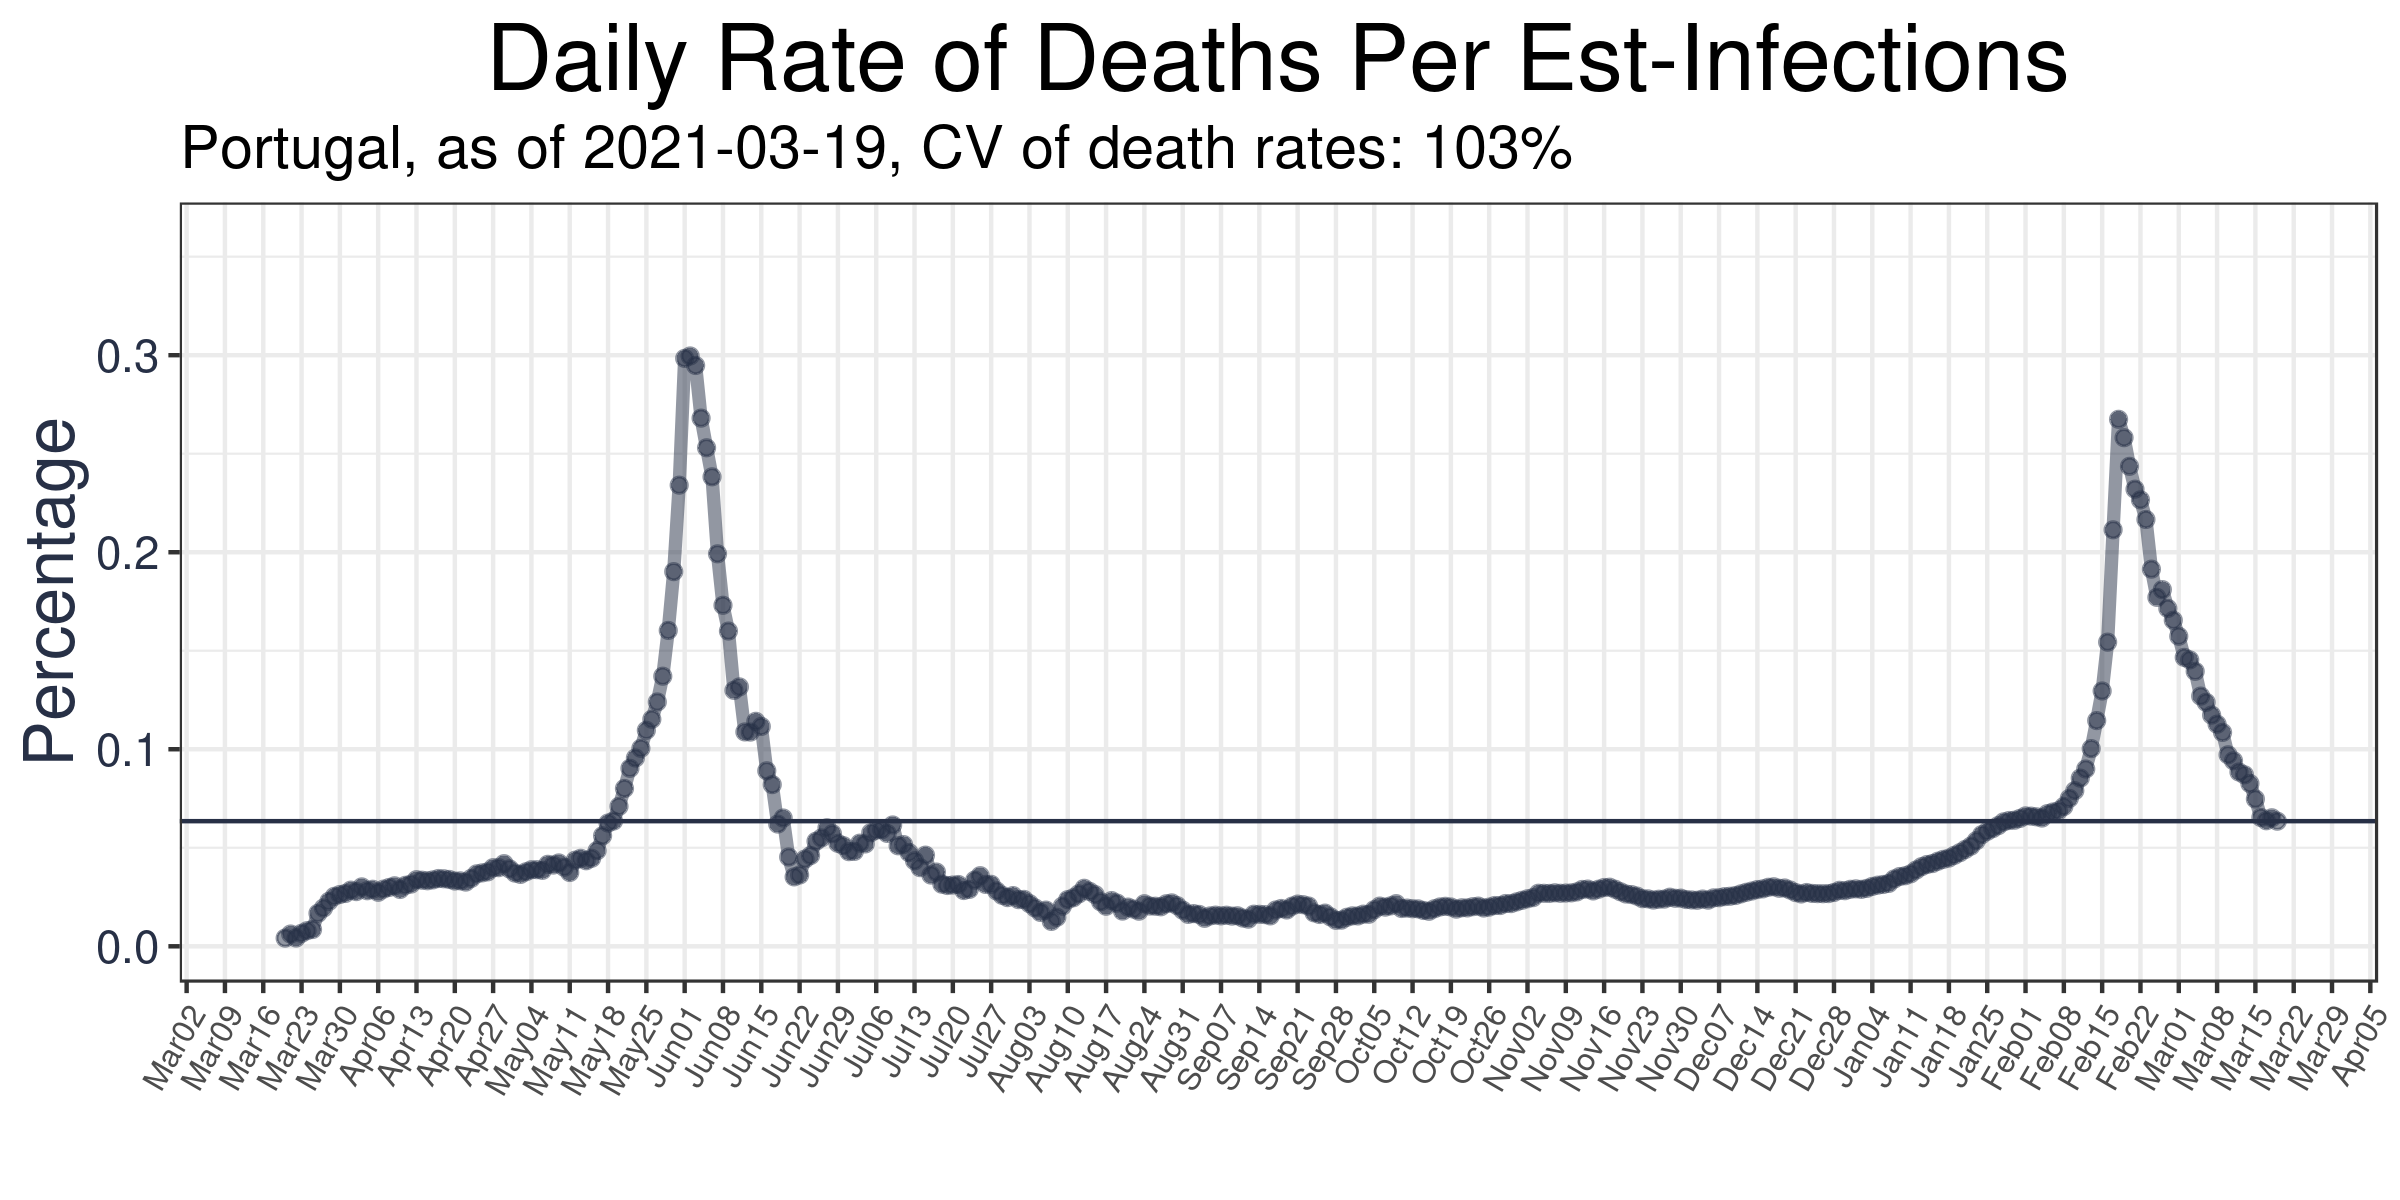 Daily Rate of Deaths Per Est-Infections
Portugal, as of 2021-03-19, CV of death rates: 103%
Percentage
0.3
0.2
0.1
0.0
Mar02 Mar09 Mar16 Mar23 Mar30 Apr06 Apr13 Apr20 Apr27 May04 May11 May18 May25 Jun01 Jun08 Jun15 Jun22 Jun29 Jul06 Jul13 Jul20 Jul27 Aug03 Aug10 Aug17 Aug24 Aug31 Sep07 Sep14 Sep21 Sep28 Oct05 Oct12 Oct19 Oct26 Nov02 Nov09 Nov16 Nov23 Nov30 Dec07 Dec14 Dec21 Dec28 Jan04 Jan11 Jan18 Jan25 Feb01 Feb08 Feb15 Feb22 Mar01 Mar08 Mar15 Mar22 Mar29 Apr05